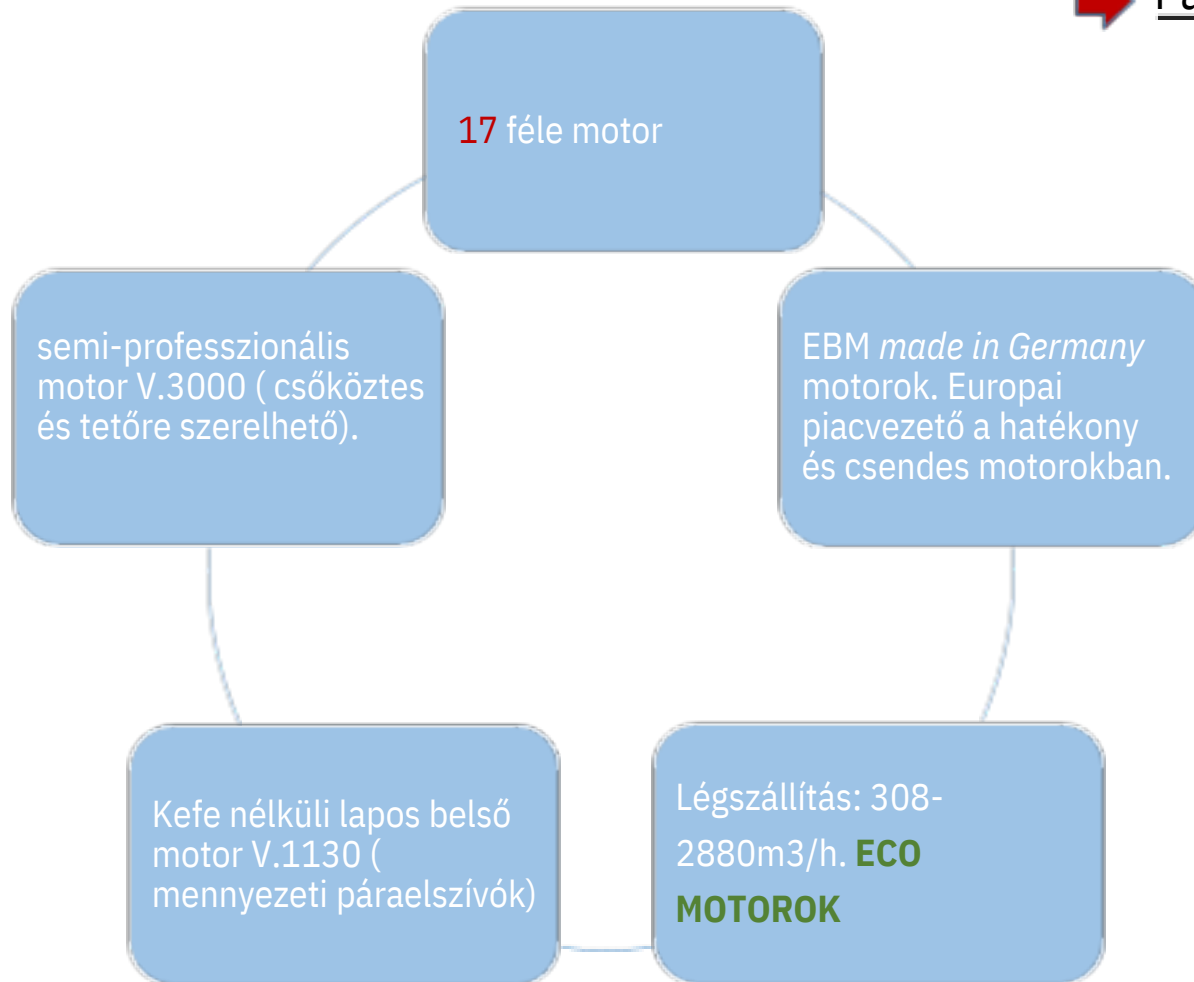 17 féle motor
EBM made in Germany
motorok. Europai
piacvezető a hatékony
és csendes motorokban.
Légszállítás: 308-
2880m3/h. ECO
MOTOROK
Kefe nélküli lapos belső
motor V.1130 (
mennyezeti páraelszívók)
semi-professzionális
motor V.3000 ( csőköztes
és tetőre szerelhető).